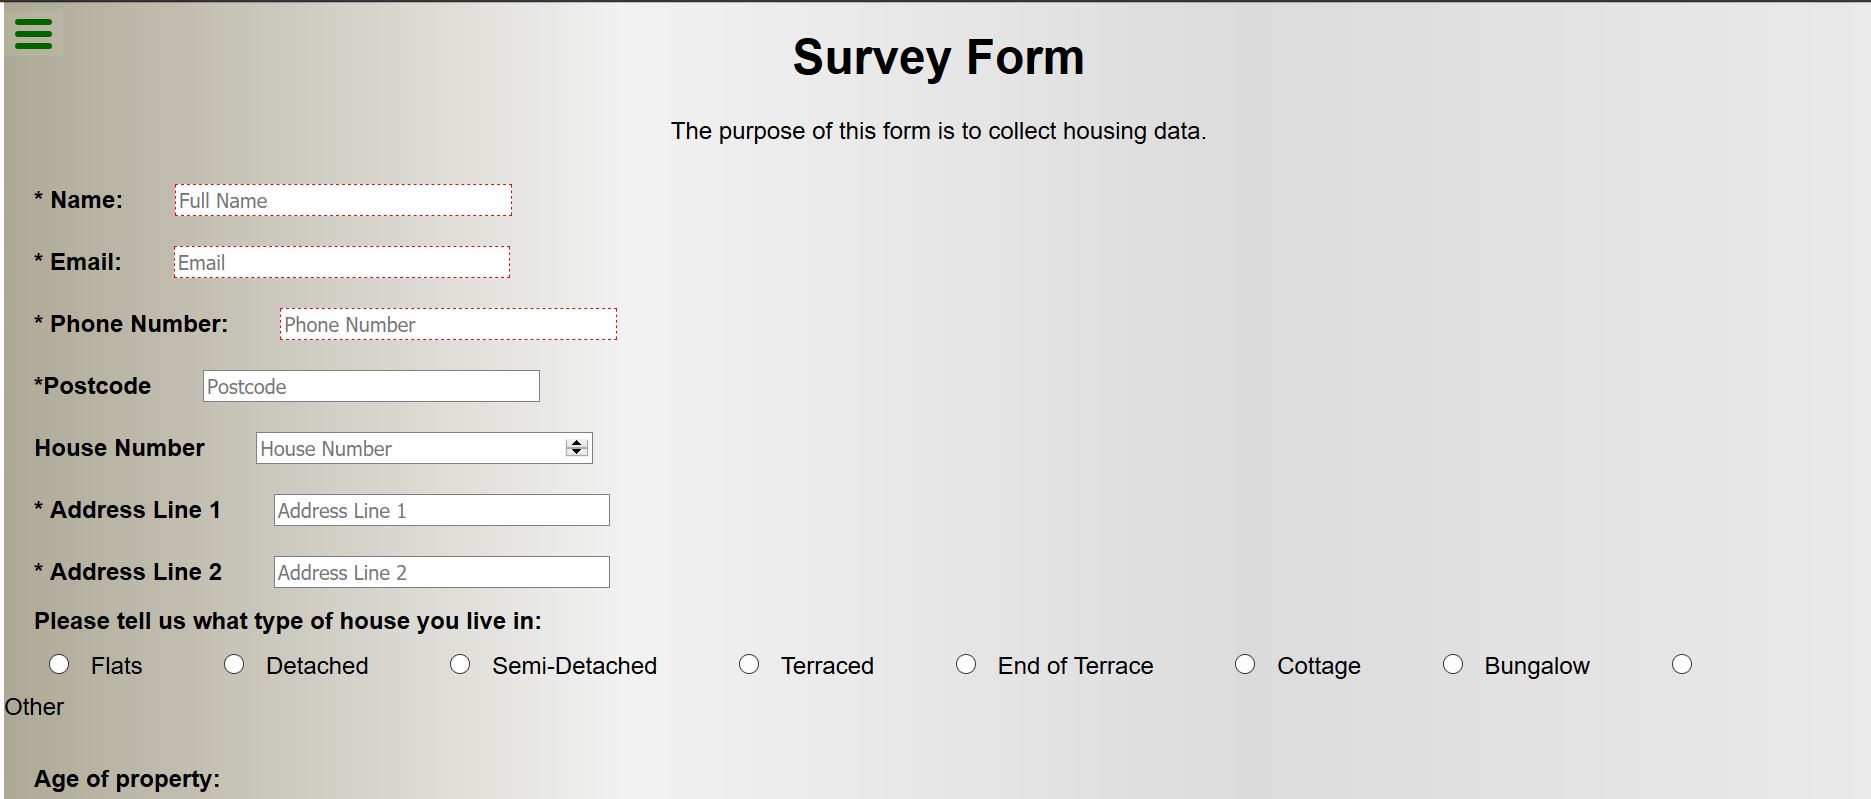 Survey Form
The purpose of this form is to collect housing data.
* Name: Full Name
* Email: Email
* Phone Number: Phone Number
*Postcode Postcode
House Number House Number
* Address Line 1 Address Line 1
* Address Line 2 Address Line 2
Please tell us what type of house you live in:
Flats Detached Semi-Detached Terraced End of Terrace Cottage Bungalow
Other
Age of property: